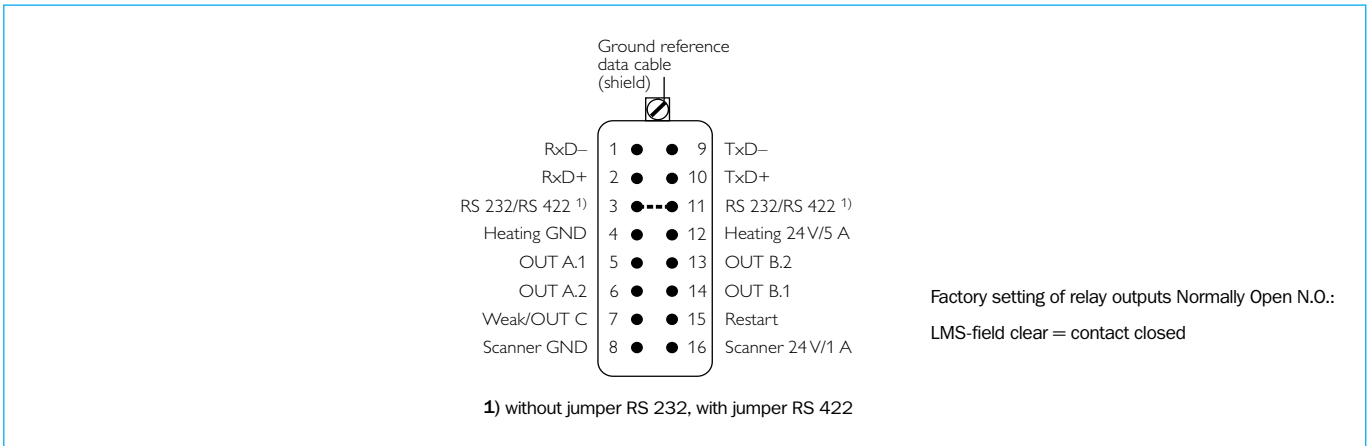 Ground reference
data cable
(shield)
RxD– 1 9 TxD–
RxD+ 2 10 TxD+
RS 232/RS 422 1) 3 11 RS 232/RS 422 1)
Heating GND 4 12 Heating 24 V/5 A
OUT A.1 5 13 OUT B.2
OUT A.2 6 14 OUT B.1
Weak/OUT C 7 15 Restart
Scanner GND 8 16 Scanner 24 V/1 A
Factory setting of relay outputs Normally Open N.O.:
LMS-field clear = contact closed
1) without jumper RS 232, with jumper RS 422